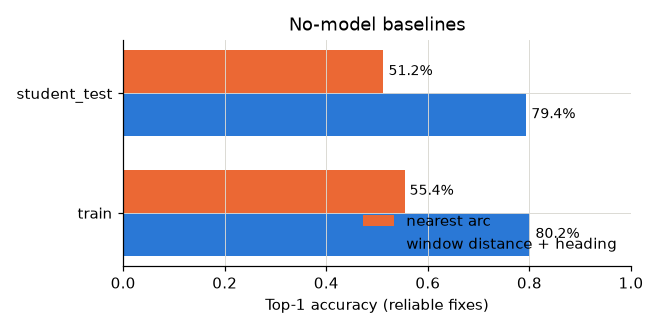 No-model baselines
student_test
51.2%
79.4%
train
55.4%
nearest arc
80.2%
window distance + heading
0.0 0.2 0.4 0.6 0.8 1.0
Top-1 accuracy (reliable fixes)